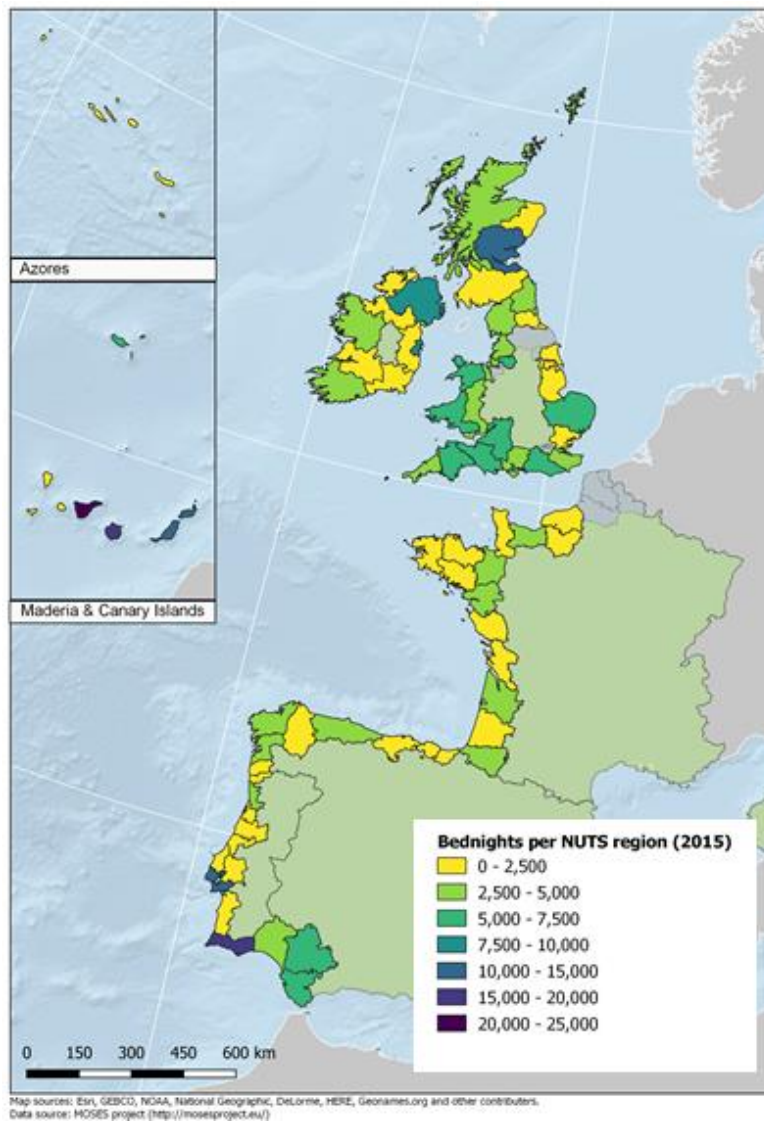 Azores
Maderia & Canary Islands
Bednights per NUTS region (2015)
0 - 2,500
2,500 - 5,000
5,000 - 7,500
7,500 - 10,000
10,000 - 15,000
15,000 - 20,000
20,000 - 25,000
0 150 300 450 600 km
Map sources: Esri, GEBCO, NOAA, National Geographic, DeLorme, HERE, Geonames.org and other contributors.
Data source: MOSES project (http://mosesproject.eu/)